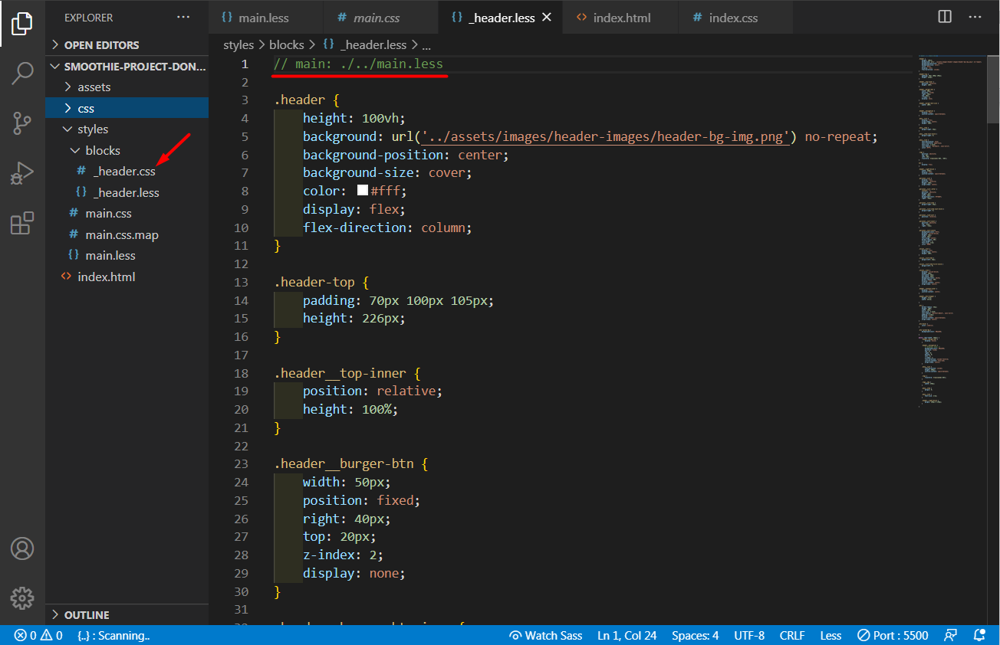 EXPLORER
main.less
main.css
_header.less
index.html
index.css
OPEN EDITORS
SMOOTHIE-PROJECT-DON...
assets
css
styles
blocks
_header.css
_header.less
main.css
main.css.map
main.less
index.html
OUTLINE
styles > blocks > {} _header.less > ...
1 // main: ./../main.less
2
3 .header {
4 height: 100vh;
5 background: url('../assets/images/header-images/header-bg-img.png') no-repeat;
6 background-position: center;
7 background-size: cover;
8 color: #fff;
9 display: flex;
10 flex-direction: column;
11 }
12
13 .header-top {
14 padding: 70px 100px 105px;
15 height: 226px;
16 }
17
18 .header__top-inner {
19 position: relative;
20 height: 100%;
21 }
22
23 .header__burger-btn {
24 width: 50px;
25 position: fixed;
26 right: 40px;
27 top: 20px;
28 z-index: 2;
29 display: none;
30 }
31
0 0 {..} : Scanning..
Watch Sass Ln 1, Col 24 Spaces: 4 UTF-8 CRLF Less Port : 5500